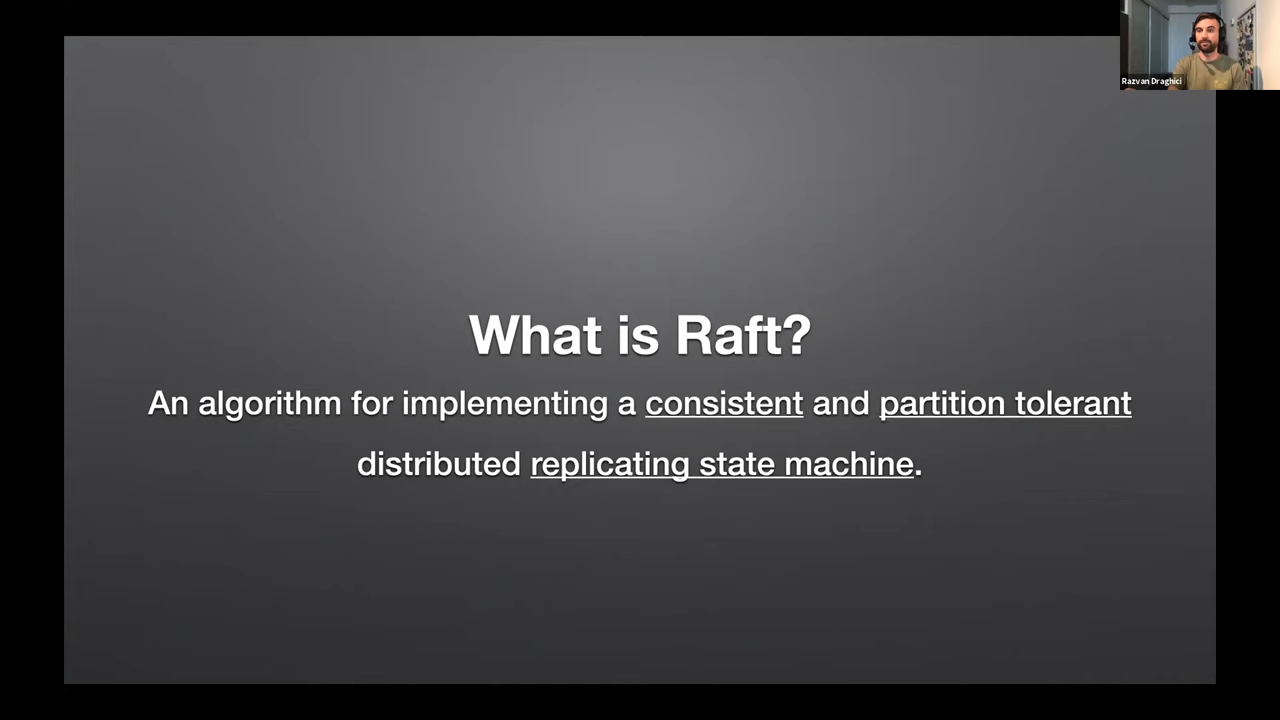 Razvan Draghici
What is Raft?
An algorithm for implementing a consistent and partition tolerant
distributed replicating state machine.